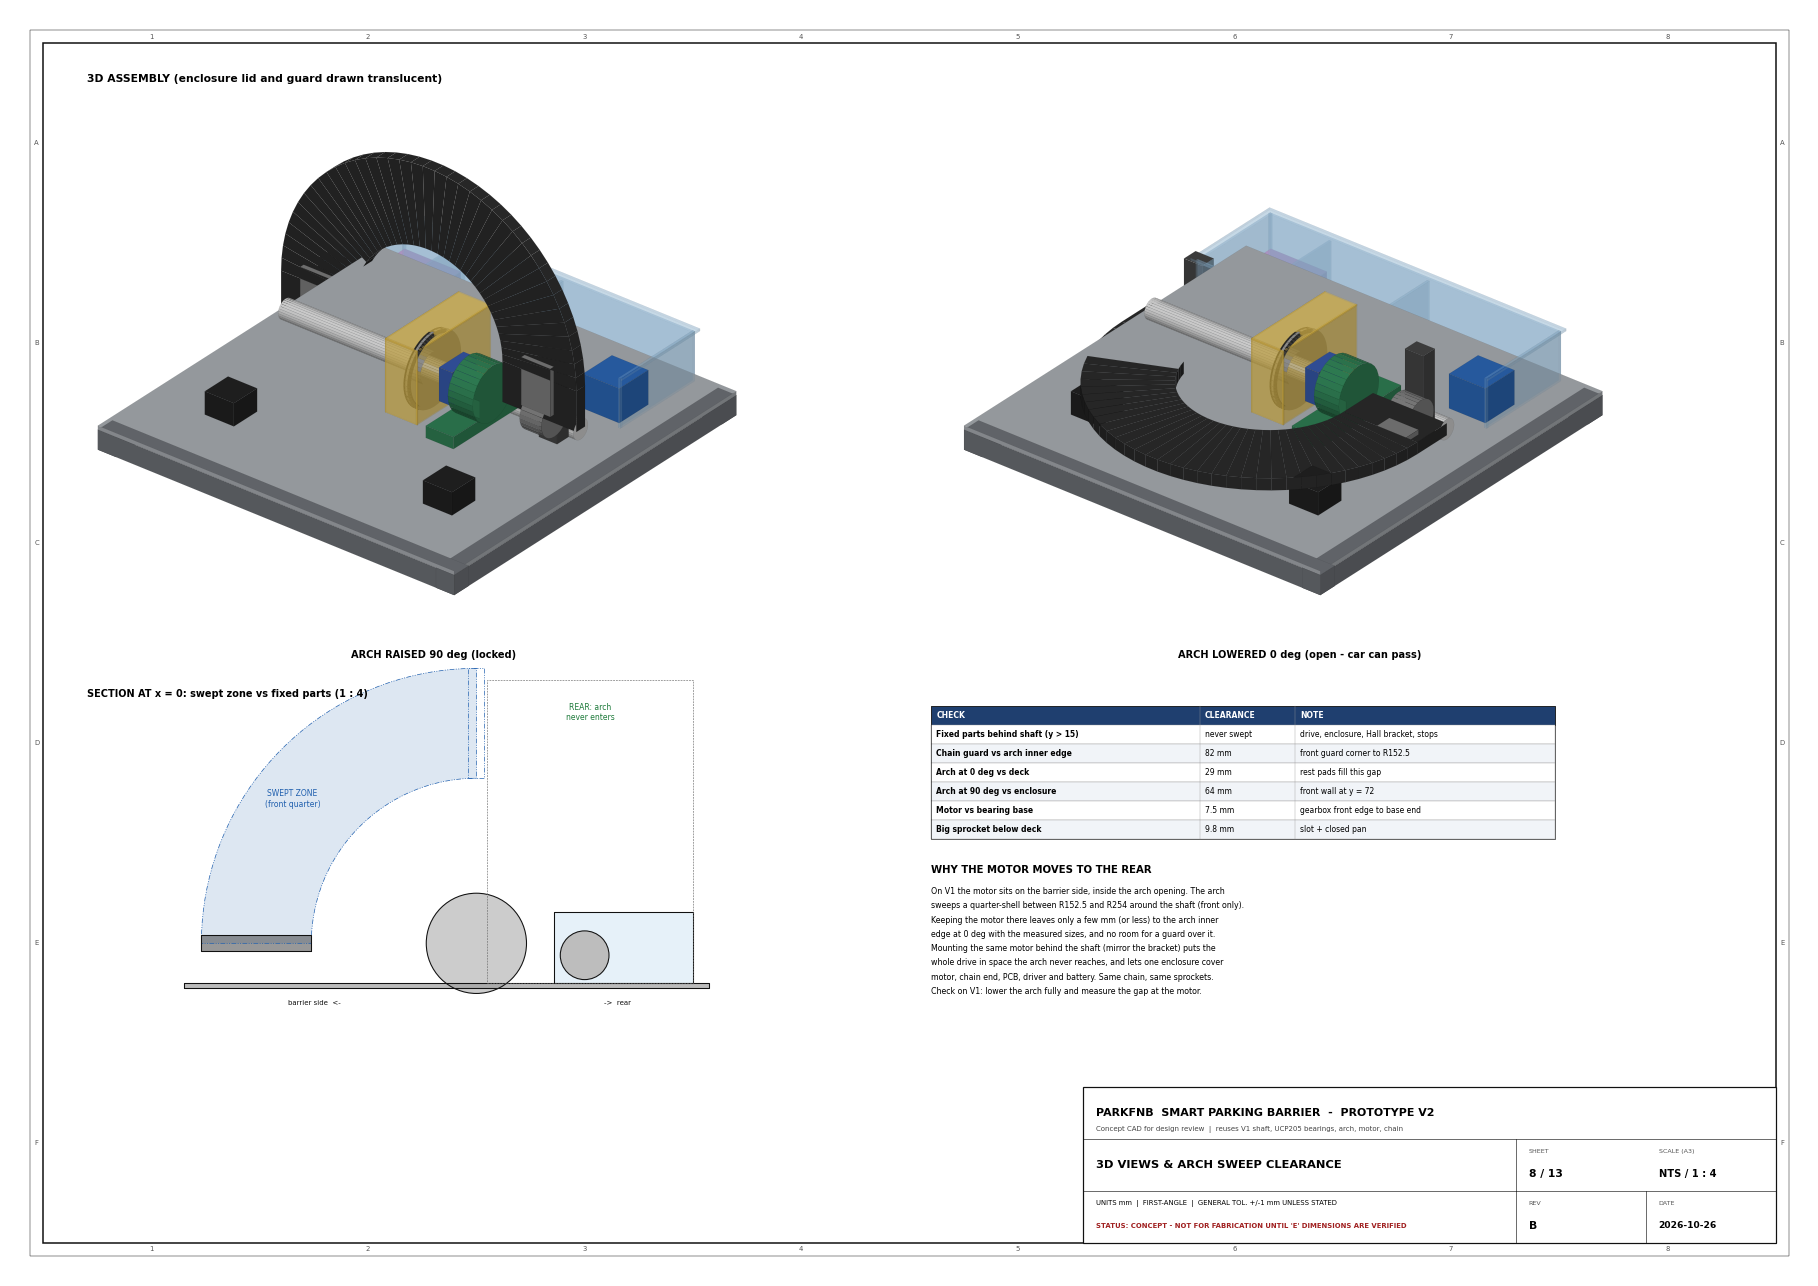 1 2 3 4 5 6 7 8
A A
B B
C C
D D
E E
F F
3D ASSEMBLY (enclosure lid and guard drawn translucent)
ARCH RAISED 90 deg (locked)
ARCH LOWERED 0 deg (open - car can pass)
SECTION AT x = 0: swept zone vs fixed parts (1 : 4)
REAR: arch
never enters
SWEPT ZONE
(front quarter)
barrier side <-
-> rear
CHECK CLEARANCE NOTE
Fixed parts behind shaft (y > 15) never swept drive, enclosure, Hall bracket, stops
Chain guard vs arch inner edge 82 mm front guard corner to R152.5
Arch at 0 deg vs deck 29 mm rest pads fill this gap
Arch at 90 deg vs enclosure 64 mm front wall at y = 72
Motor vs bearing base 7.5 mm gearbox front edge to base end
Big sprocket below deck 9.8 mm slot + closed pan
WHY THE MOTOR MOVES TO THE REAR
On V1 the motor sits on the barrier side, inside the arch opening. The arch
sweeps a quarter-shell between R152.5 and R254 around the shaft (front only).
Keeping the motor there leaves only a few mm (or less) to the arch inner
edge at 0 deg with the measured sizes, and no room for a guard over it.
Mounting the same motor behind the shaft (mirror the bracket) puts the
whole drive in space the arch never reaches, and lets one enclosure cover
motor, chain end, PCB, driver and battery. Same chain, same sprockets.
Check on V1: lower the arch fully and measure the gap at the motor.
PARKFNB SMART PARKING BARRIER - PROTOTYPE V2
Concept CAD for design review | reuses V1 shaft, UCP205 bearings, arch, motor, chain
3D VIEWS & ARCH SWEEP CLEARANCE
SHEET
8 / 13
SCALE (A3)
NTS / 1 : 4
UNITS mm | FIRST-ANGLE | GENERAL TOL. +/-1 mm UNLESS STATED
STATUS: CONCEPT - NOT FOR FABRICATION UNTIL 'E' DIMENSIONS ARE VERIFIED
REV
B
DATE
2026-10-26
1 2 3 4 5 6 7 8